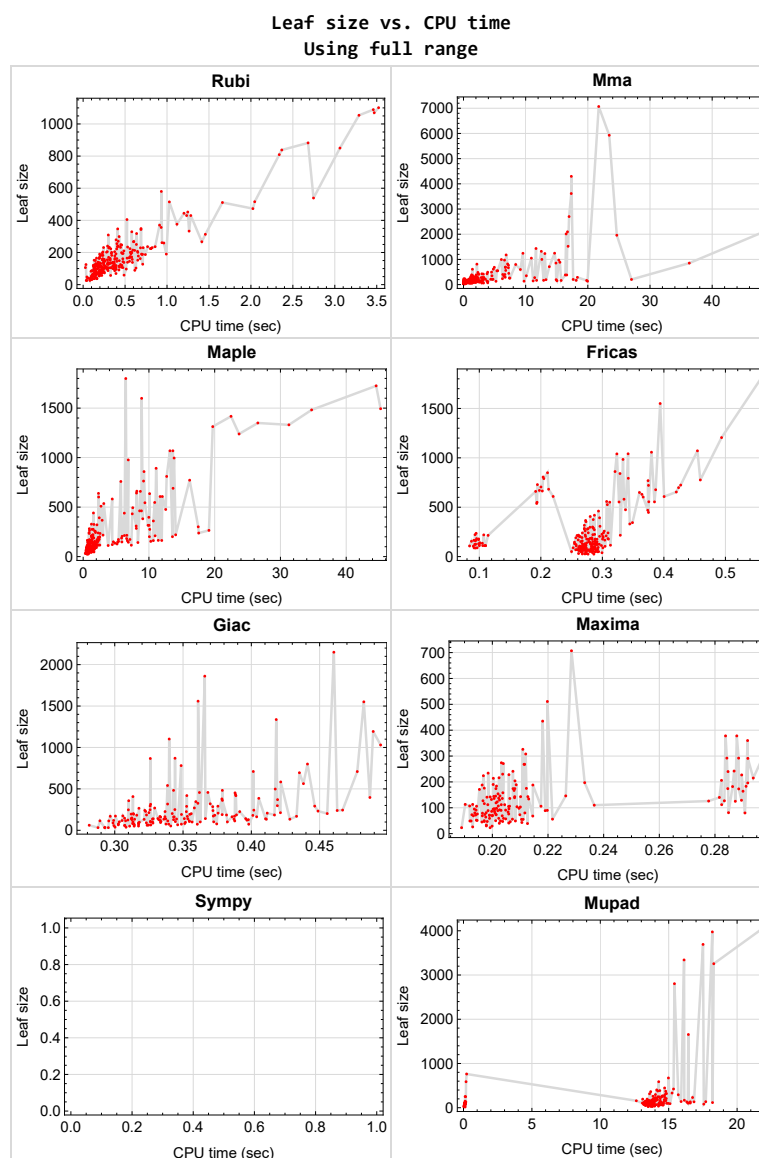 Leaf size vs. CPU time
Using full range
Rubi
Leaf size
1000
800
600
400
200
0
0.0 0.5 1.0 1.5 2.0 2.5 3.0 3.5
CPU time (sec)
Mma
Leaf size
7000
6000
5000
4000
3000
2000
1000
0
0 10 20 30 40
CPU time (sec)
Maple
Leaf size
1500
1000
500
0
0 10 20 30 40
CPU time (sec)
Fricas
Leaf size
1500
1000
500
0
0.1 0.2 0.3 0.4 0.5
CPU time (sec)
Giac
Leaf size
2000
1500
1000
500
0
0.30 0.35 0.40 0.45
CPU time (sec)
Maxima
Leaf size
700
600
500
400
300
200
100
0
0.20 0.22 0.24 0.26 0.28
CPU time (sec)
Sympy
Leaf size
1.0
0.8
0.6
0.4
0.2
0.0
0.0 0.2 0.4 0.6 0.8 1.0
CPU time (sec)
Mupad
Leaf size
4000
3000
2000
1000
0
0 5 10 15 20
CPU time (sec)